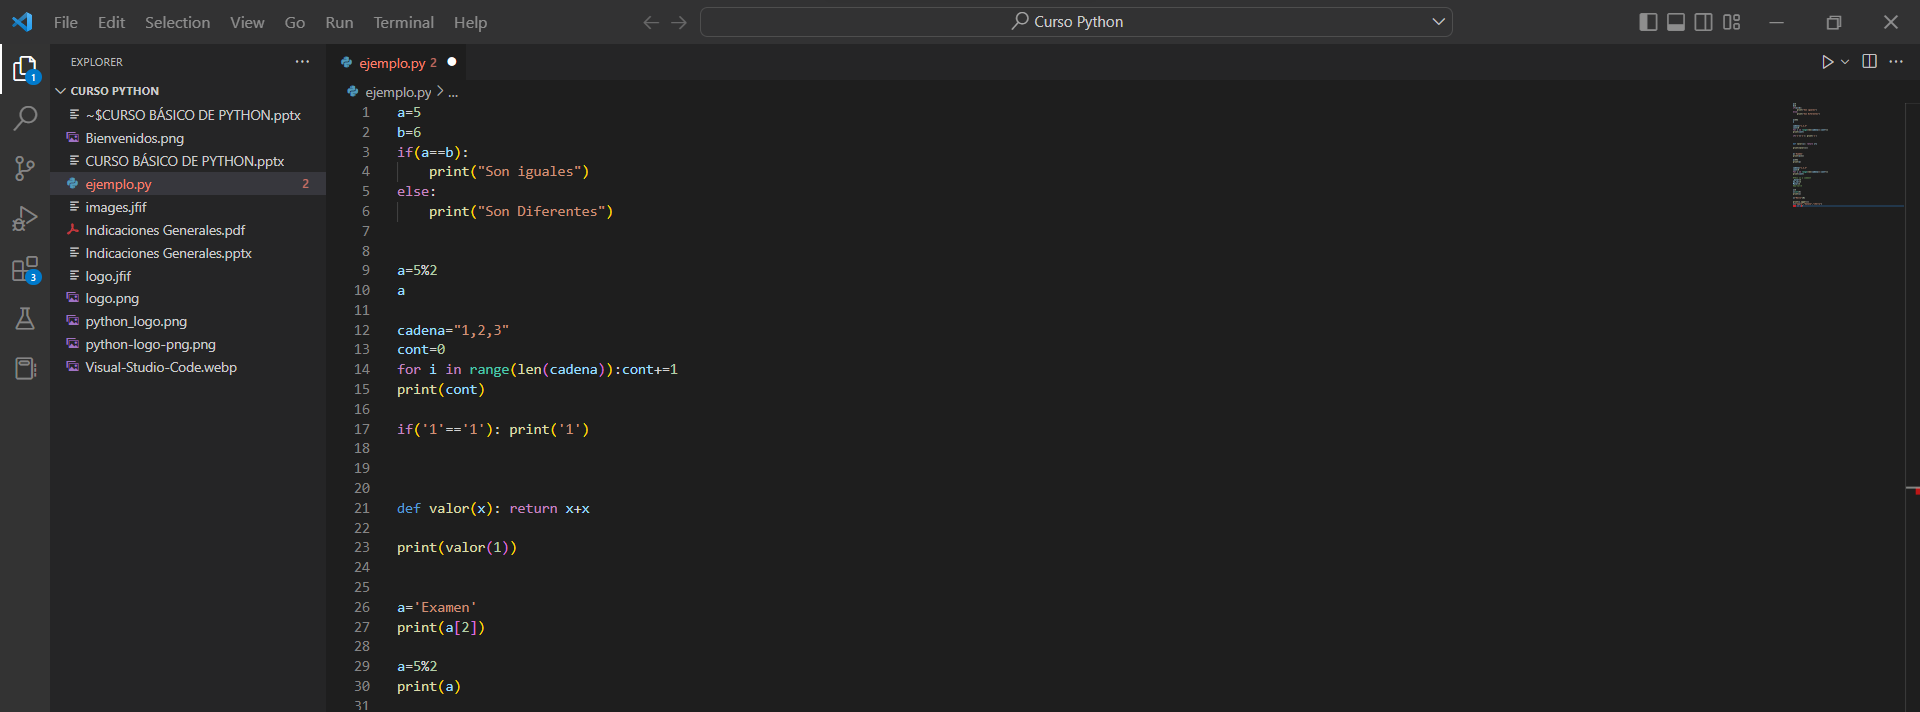 File Edit Selection View Go Run Terminal Help
Curso Python
EXPLORER
CURSO PYTHON
~$CURSO BÁSICO DE PYTHON.pptx
Bienvenidos.png
CURSO BÁSICO DE PYTHON.pptx
ejemplo.py 2
images.jfif
Indicaciones Generales.pdf
Indicaciones Generales.pptx
logo.jfif
logo.png
python_logo.png
python-logo-png.png
Visual-Studio-Code.webp
1
3
ejemplo.py 2
ejemplo.py > ...
1 a=5
2 b=6
3 if(a==b):
4     print("Son iguales")
5 else:
6     print("Son Diferentes")
7
8
9 a=5%2
10 a
11
12 cadena="1,2,3"
13 cont=0
14 for i in range(len(cadena)):cont+=1
15 print(cont)
16
17 if('1'=='1'): print('1')
18
19
20
21 def valor(x): return x+x
22
23 print(valor(1))
24
25
26 a='Examen'
27 print(a[2])
28
29 a=5%2
30 print(a)
31